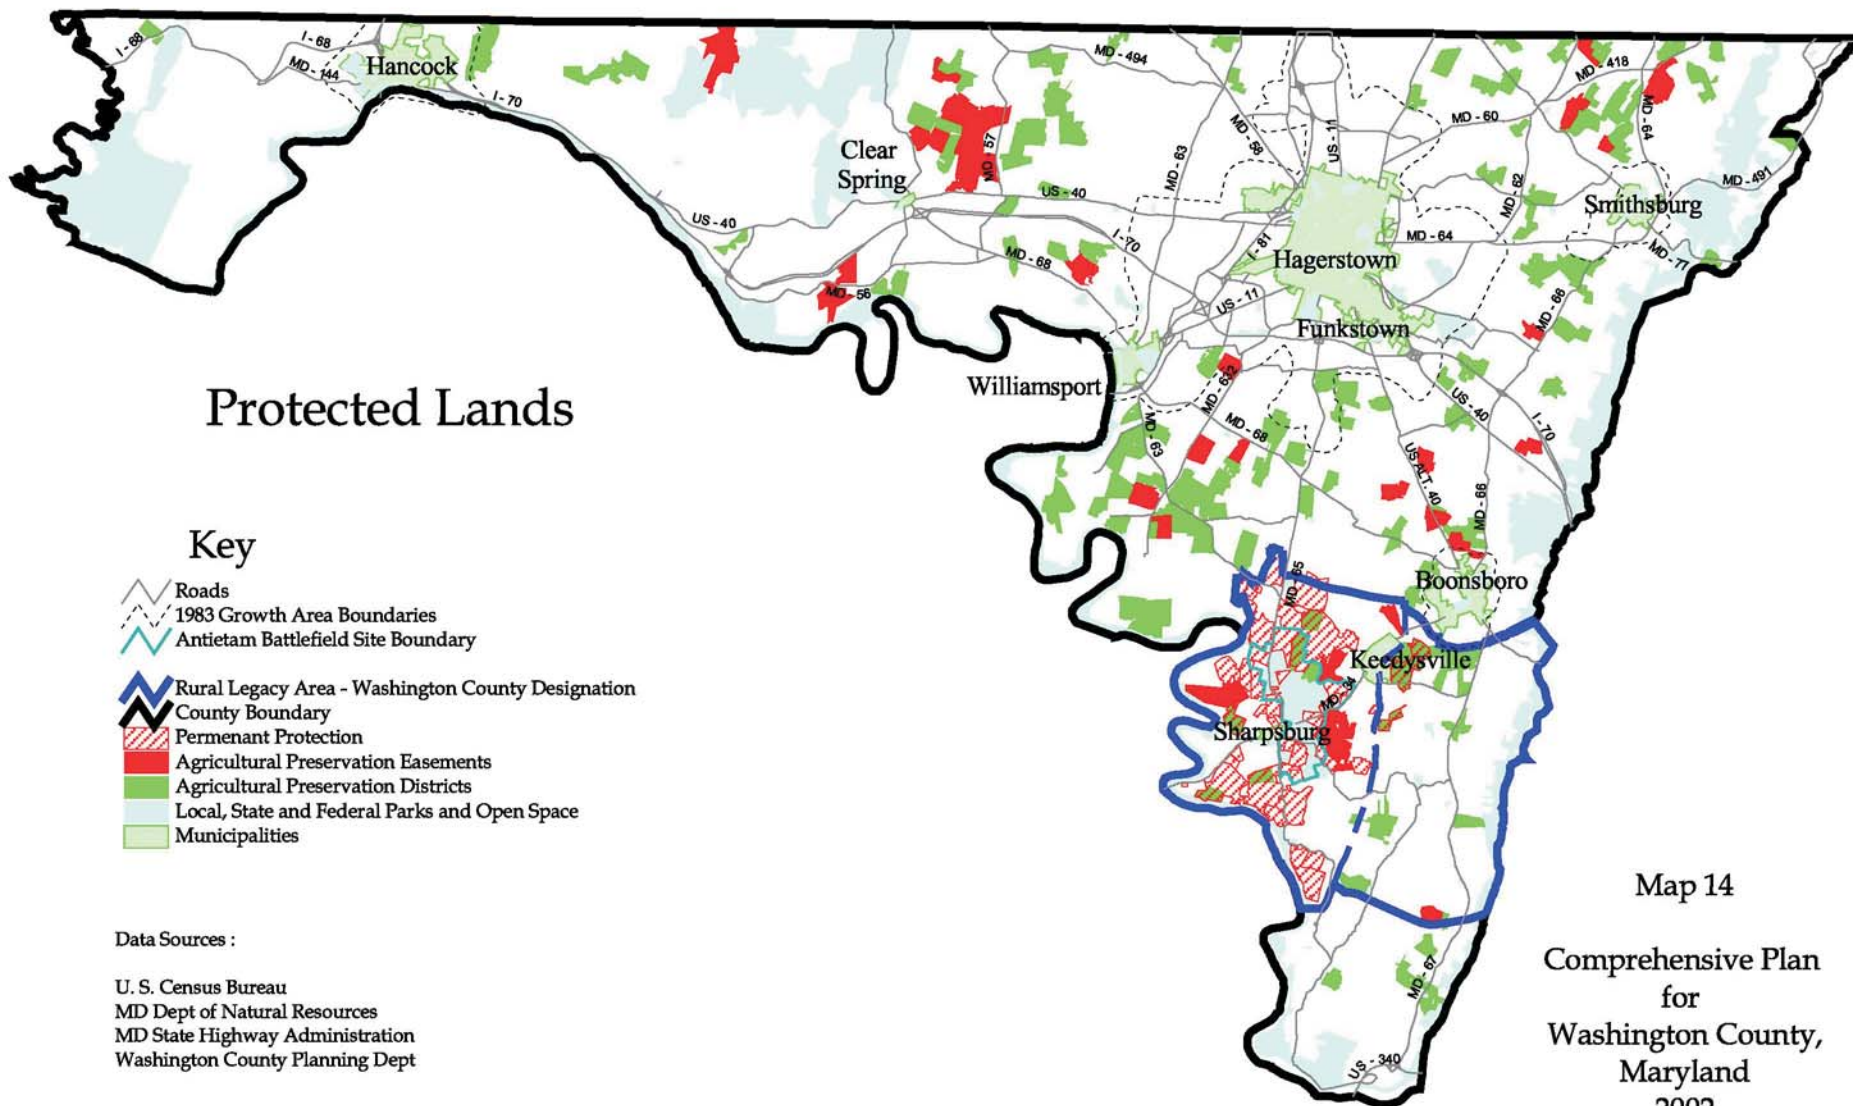 I - 68
I - 68
MD - 144
Hancock
I - 70
MD - 494
MD - 418
MD - 64
MD - 60
MD - 58
US - 11
MD - 57
MD - 63
Clear
Spring
US - 40
US - 40
MD - 62
MD - 491
Smithsburg
I - 81
I - 70
MD - 64
MD - 77
MD - 68
Hagerstown
MD - 56
US - 11
MD - 66
Funkstown
Williamsport
MD - 632
US - 40
I - 70
Protected Lands
MD - 63
MD - 68
US ALT. 40
MD - 66
Key
Roads
1983 Growth Area Boundaries
Antietam Battlefield Site Boundary
Rural Legacy Area - Washington County Designation
County Boundary
Permenant Protection
Agricultural Preservation Easements
Agricultural Preservation Districts
Local, State and Federal Parks and Open Space
Municipalities
MD - 65
Boonsboro
Keedysville
MD - 34
Sharpsburg
MD - 67
US - 340
Data Sources :
U. S. Census Bureau
MD Dept of Natural Resources
MD State Highway Administration
Washington County Planning Dept
Map 14
Comprehensive Plan
for
Washington County,
Maryland